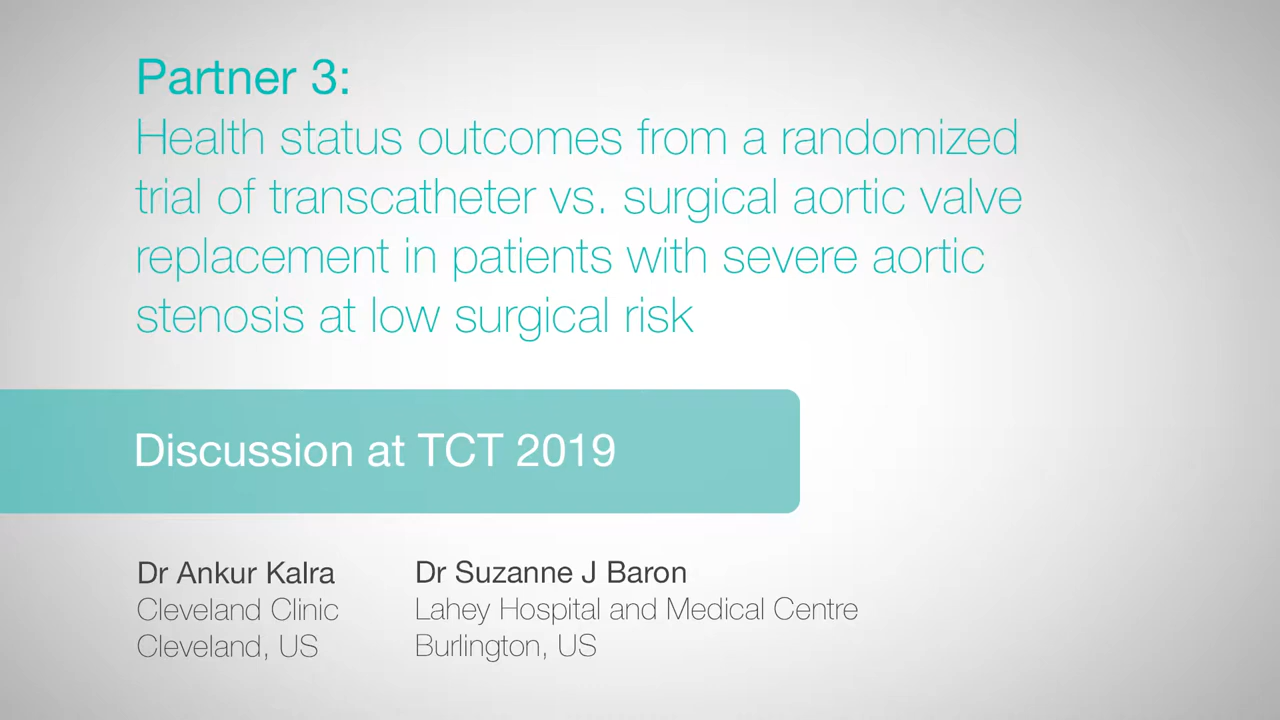 Partner 3:
Health status outcomes from a randomized
trial of transcatheter vs. surgical aortic valve
replacement in patients with severe aortic
stenosis at low surgical risk
Discussion at TCT 2019
Dr Ankur Kalra
Cleveland Clinic
Cleveland, US
Dr Suzanne J Baron
Lahey Hospital and Medical Centre
Burlington, US